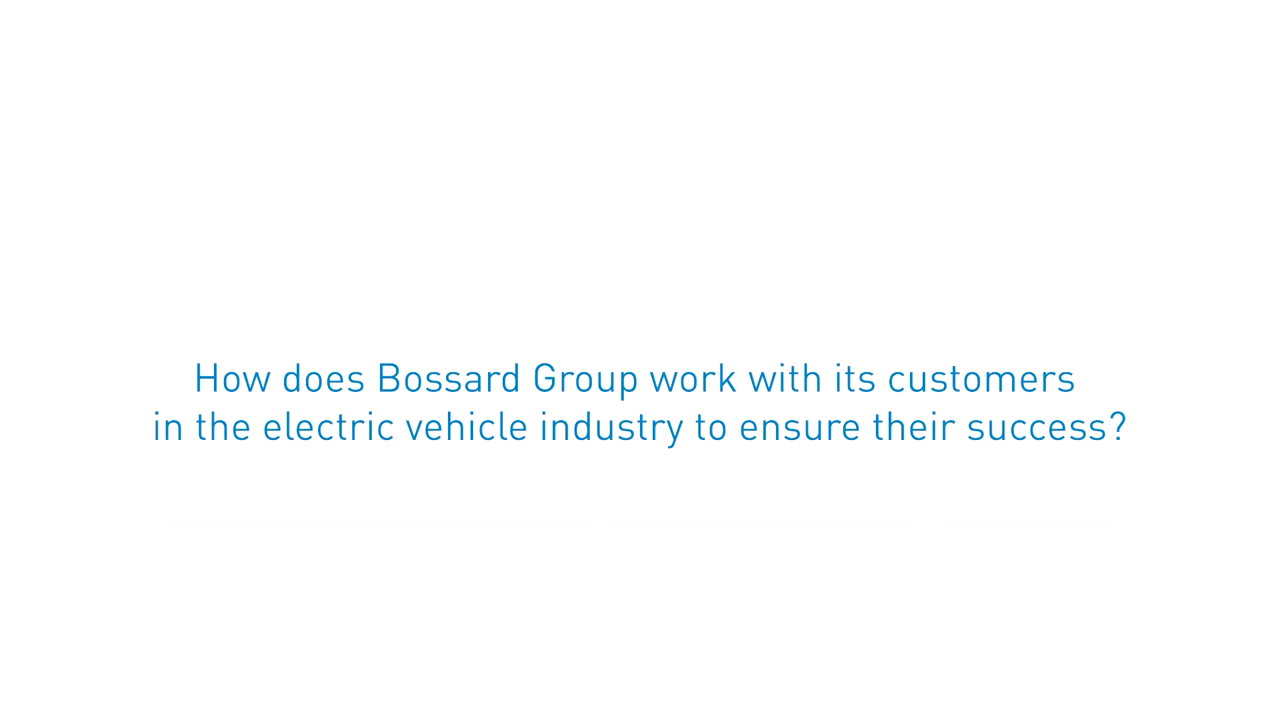 How does Bossard Group work with its customers
in the electric vehicle industry to ensure their success?